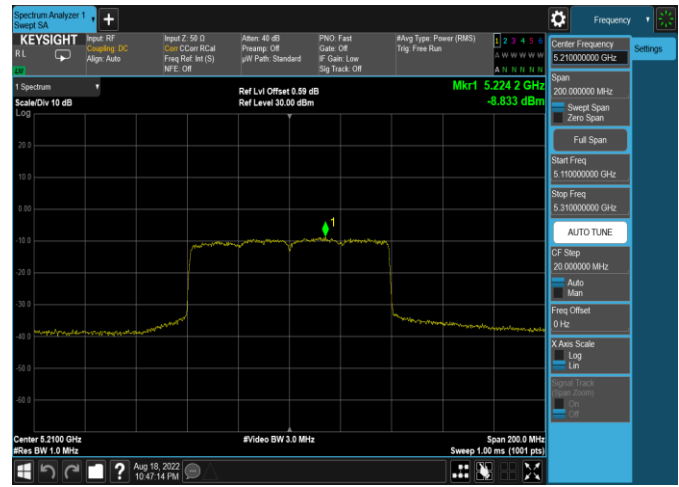 Spectrum Analyzer 1
Swept SA
+
Frequency
KEYSIGHT
R L
LV
Input: RF
Coupling: DC
Align: Auto
Input Z: 50 Ω
Corr CCorr RCal
Freq Ref: Int (S)
NFE: Off
Atten: 40 dB
Preamp: Off
µW Path: Standard
PNO: Fast
Gate: Off
IF Gain: Low
Sig Track: Off
#Avg Type: Power (RMS)
Trig: Free Run
1 2 3 4 5 6
A W W W W W
A N N N N N
1 Spectrum
Scale/Div 10 dB
Log
Ref Lvl Offset 0.59 dB
Ref Level 30.00 dBm
Mkr1 5.224 2 GHz
-8.833 dBm
20.0
10.0
0.00
-10.0
-20.0
-30.0
-40.0
-50.0
-60.0
1
Center 5.2100 GHz
#Res BW 1.0 MHz
#Video BW 3.0 MHz
Span 200.0 MHz
Sweep 1.00 ms (1001 pts)
Aug 18, 2022
10:47:14 PM
?
Center Frequency
5.210000000 GHz
Settings
Span
200.000000 MHz
Swept Span
Zero Span
Full Span
Start Freq
5.110000000 GHz
Stop Freq
5.310000000 GHz
AUTO TUNE
CF Step
20.000000 MHz
Auto
Man
Freq Offset
0 Hz
X Axis Scale
Log
Lin
Signal Track
(Span Zoom)
On
Off